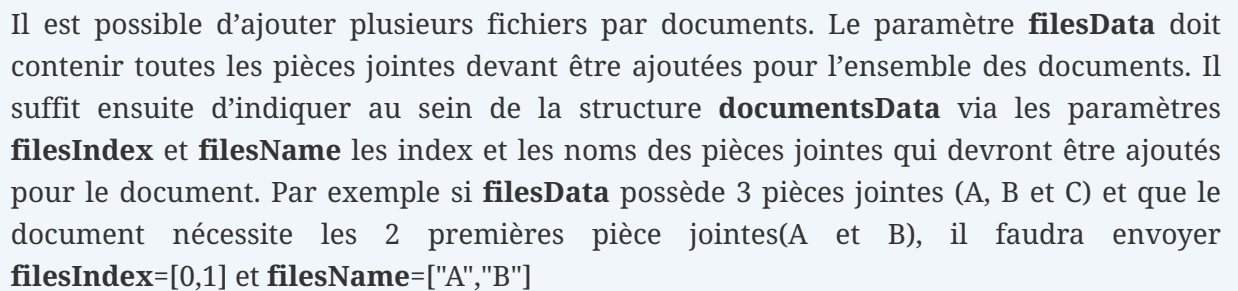 Il est possible d’ajouter plusieurs fichiers par documents. Le paramètre filesData doit
contenir toutes les pièces jointes devant être ajoutées pour l’ensemble des documents. Il
suffit ensuite d’indiquer au sein de la structure documentsData via les paramètres
filesIndex et filesName les index et les noms des pièces jointes qui devront être ajoutés
pour le document. Par exemple si filesData possède 3 pièces jointes (A, B et C) et que le
document nécessite les 2 premières pièce jointes(A et B), il faudra envoyer
filesIndex=[0,1] et filesName=["A","B"]